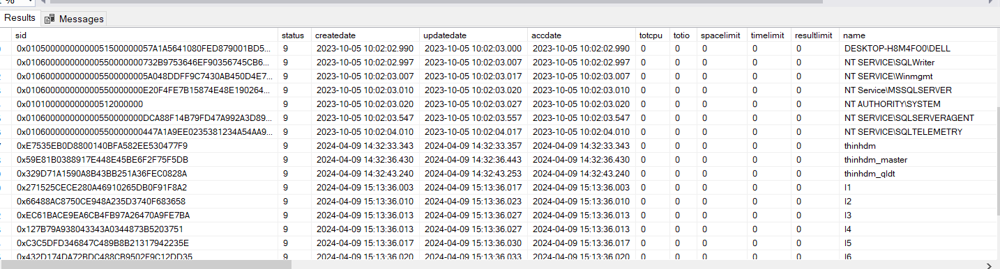 %
Results Messages
sid status createdate updatedate accdate totcpu totio spacelimit timelimit resultlimit name
0x010500000000000515000000057A1A5641080FED879001BD5... 9 2023-10-05 10:02:02.990 2023-10-05 10:02:03.000 2023-10-05 10:02:02.990 0 0 0 0 0 DESKTOP-H8M4FO0\DELL
0x010600000000000550000000732B9753646EF90356745CB6... 9 2023-10-05 10:02:02.997 2023-10-05 10:02:03.007 2023-10-05 10:02:02.997 0 0 0 0 0 NT SERVICE\SQLWriter
0x0106000000000005500000005A048DDFF9C7430AB450D4E7... 9 2023-10-05 10:02:03.007 2023-10-05 10:02:03.017 2023-10-05 10:02:03.007 0 0 0 0 0 NT SERVICE\Winmgmt
0x010600000000000550000000E20F4FE7B15874E48E190264... 9 2023-10-05 10:02:03.010 2023-10-05 10:02:03.020 2023-10-05 10:02:03.010 0 0 0 0 0 NT Service\MSSQLSERVER
0x010100000000000512000000 9 2023-10-05 10:02:03.020 2023-10-05 10:02:03.027 2023-10-05 10:02:03.020 0 0 0 0 0 NT AUTHORITY\SYSTEM
0x010600000000000550000000DCA88F14B79FD47A992A3D89... 9 2023-10-05 10:02:03.547 2023-10-05 10:02:03.557 2023-10-05 10:02:03.547 0 0 0 0 0 NT SERVICE\SQLSERVERAGENT
0x010600000000000550000000447A1A9EE0235381234A54AA9... 9 2023-10-05 10:02:04.010 2023-10-05 10:02:04.017 2023-10-05 10:02:04.010 0 0 0 0 0 NT SERVICE\SQLTELEMETRY
0xE7535EB0D8800140BFA582EE530477F9 9 2024-04-09 14:32:33.343 2024-04-09 14:32:33.357 2024-04-09 14:32:33.343 0 0 0 0 0 thinhdm
0x59E81B0388917E448E45BE6F2F75F5DB 9 2024-04-09 14:32:36.430 2024-04-09 14:32:36.443 2024-04-09 14:32:36.430 0 0 0 0 0 thinhdm_master
0x329D71A1590A8B43BB251A36FEC0828A 9 2024-04-09 14:32:43.240 2024-04-09 14:32:43.253 2024-04-09 14:32:43.240 0 0 0 0 0 thinhdm_qldt
0x271525CECE280A46910265DB0F91F8A2 9 2024-04-09 15:13:36.003 2024-04-09 15:13:36.017 2024-04-09 15:13:36.003 0 0 0 0 0 l1
0x66488AC8750CE948A235D3740F683658 9 2024-04-09 15:13:36.010 2024-04-09 15:13:36.023 2024-04-09 15:13:36.010 0 0 0 0 0 l2
0xEC61BACE9EA6CB4FB97A26470A9FE7BA 9 2024-04-09 15:13:36.013 2024-04-09 15:13:36.027 2024-04-09 15:13:36.013 0 0 0 0 0 l3
0x127B79A938043343A0344873B5203751 9 2024-04-09 15:13:36.013 2024-04-09 15:13:36.027 2024-04-09 15:13:36.013 0 0 0 0 0 l4
0xC3C5DFD346847C489B8B21317942235E 9 2024-04-09 15:13:36.017 2024-04-09 15:13:36.030 2024-04-09 15:13:36.017 0 0 0 0 0 l5
0x432D174DA72BDC488CB9502F9C12DD35 9 2024-04-09 15:13:36.020 2024-04-09 15:13:36.033 2024-04-09 15:13:36.020 0 0 0 0 0 l6